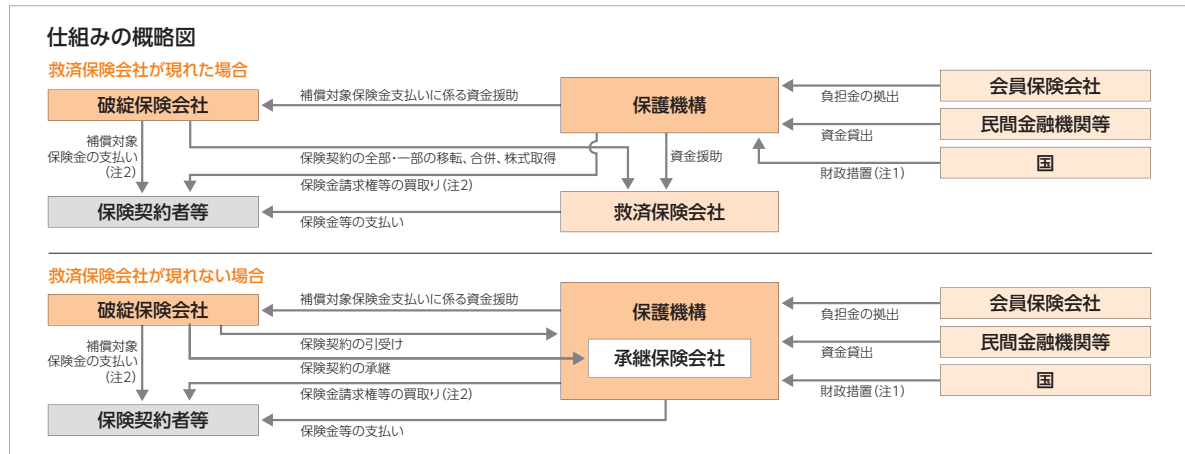 仕組みの概略図
救済保険会社が現れた場合
破綻保険会社
補償対象保険金支払いに係る資金援助
保護機構
負担金の拠出
会員保険会社
資金貸出
民間金融機関等
財政措置(注1)
国
補償対象
保険金の支払い
(注2)
保険契約の全部・一部の移転、合併、株式取得
資金援助
保険金請求権等の買取り(注2)
保険契約者等
保険金等の支払い
救済保険会社
救済保険会社が現れない場合
破綻保険会社
補償対象保険金支払いに係る資金援助
保護機構
承継保険会社
負担金の拠出
会員保険会社
資金貸出
民間金融機関等
財政措置(注1)
国
補償対象
保険金の支払い
(注2)
保険契約の引受け
保険契約の承継
保険金請求権等の買取り(注2)
保険契約者等
保険金等の支払い